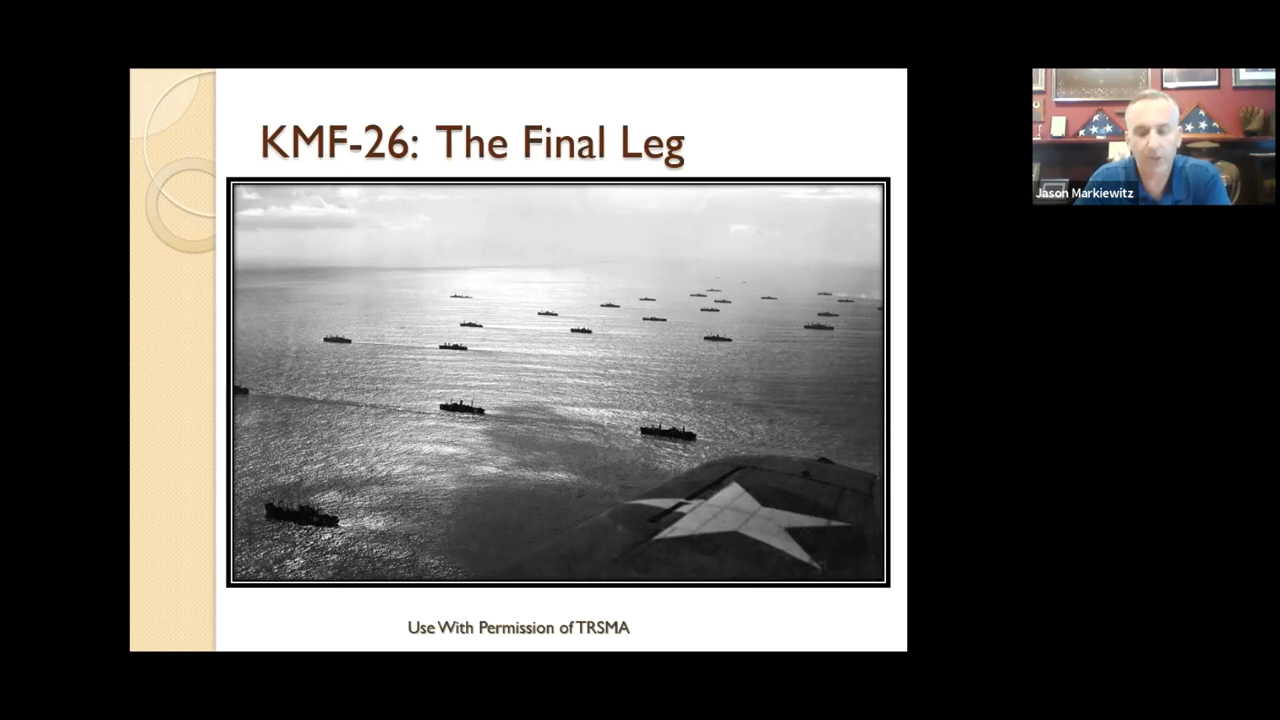 KMF-26: The Final Leg
Use With Permission of TRSMA
Jason Markiewitz